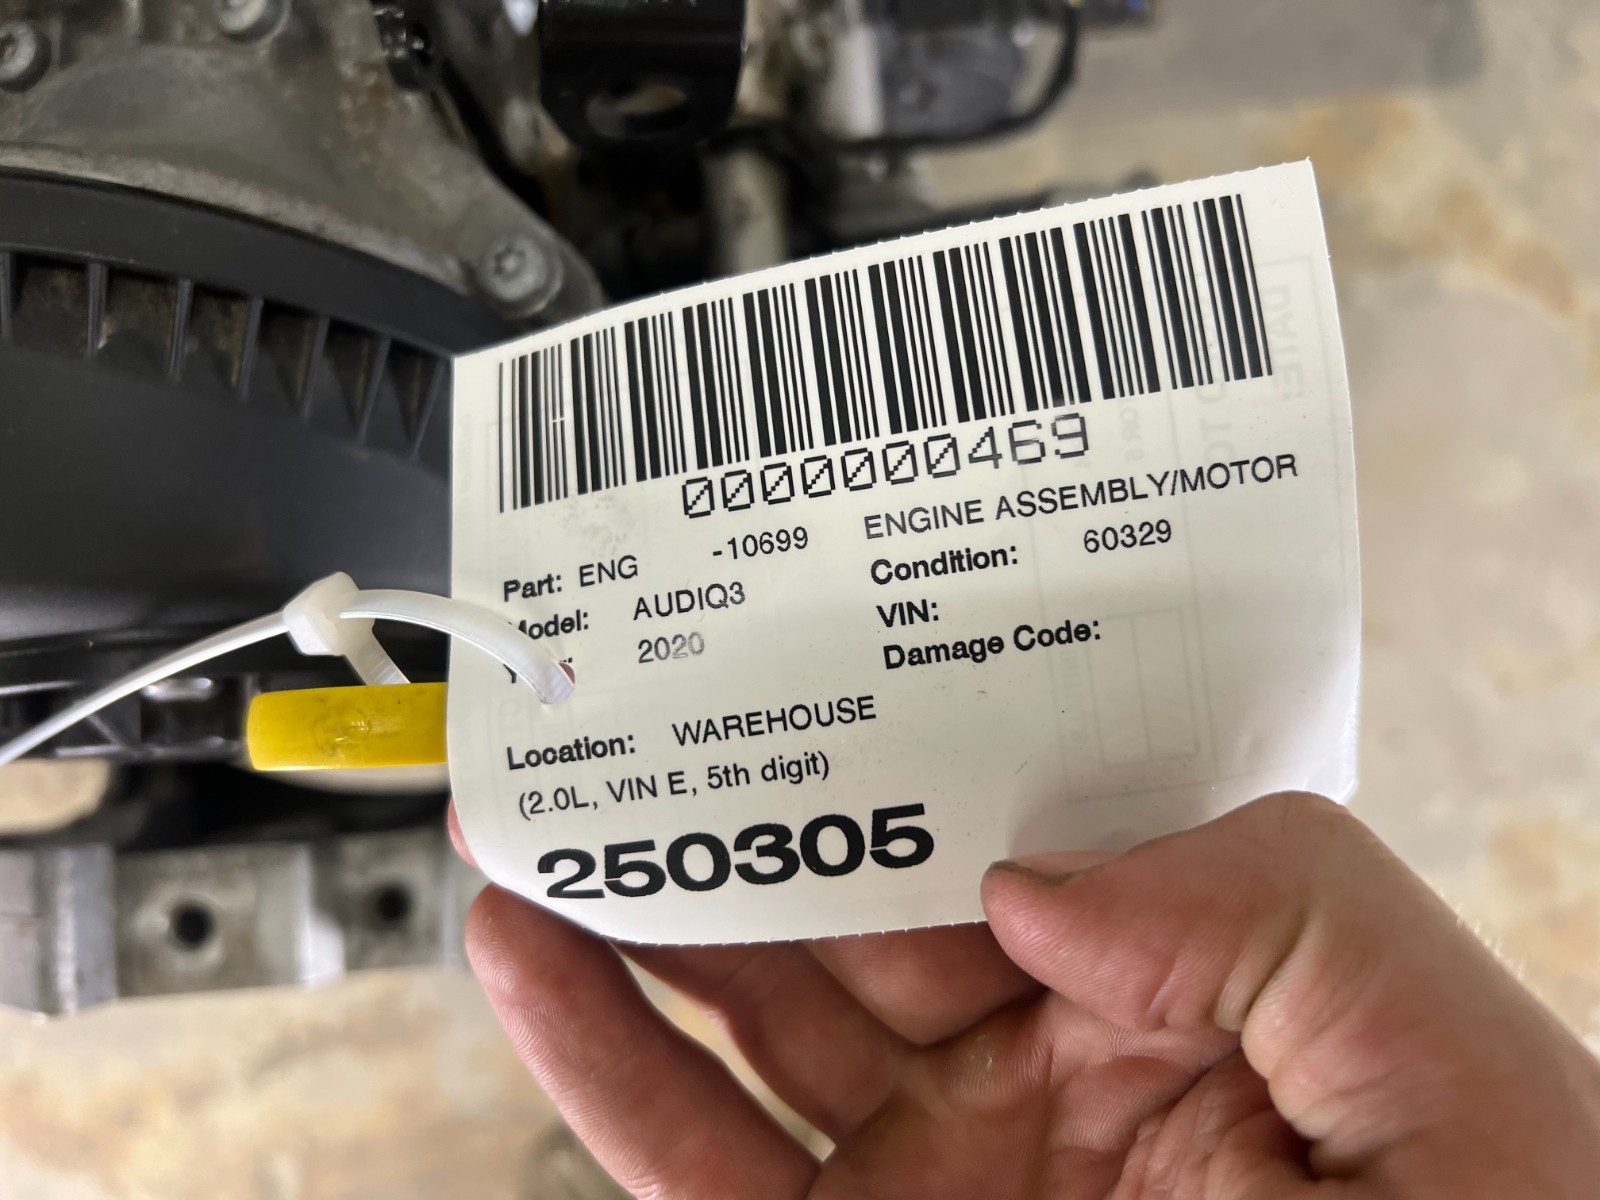 0000000469
Part: ENG -10699 ENGINE ASSEMBLY/MOTOR
Model: AUDIQ3 Condition: 60329
2020 VIN:
Damage Code:
Location: WAREHOUSE
(2.0L, VIN E, 5th digit)
250305